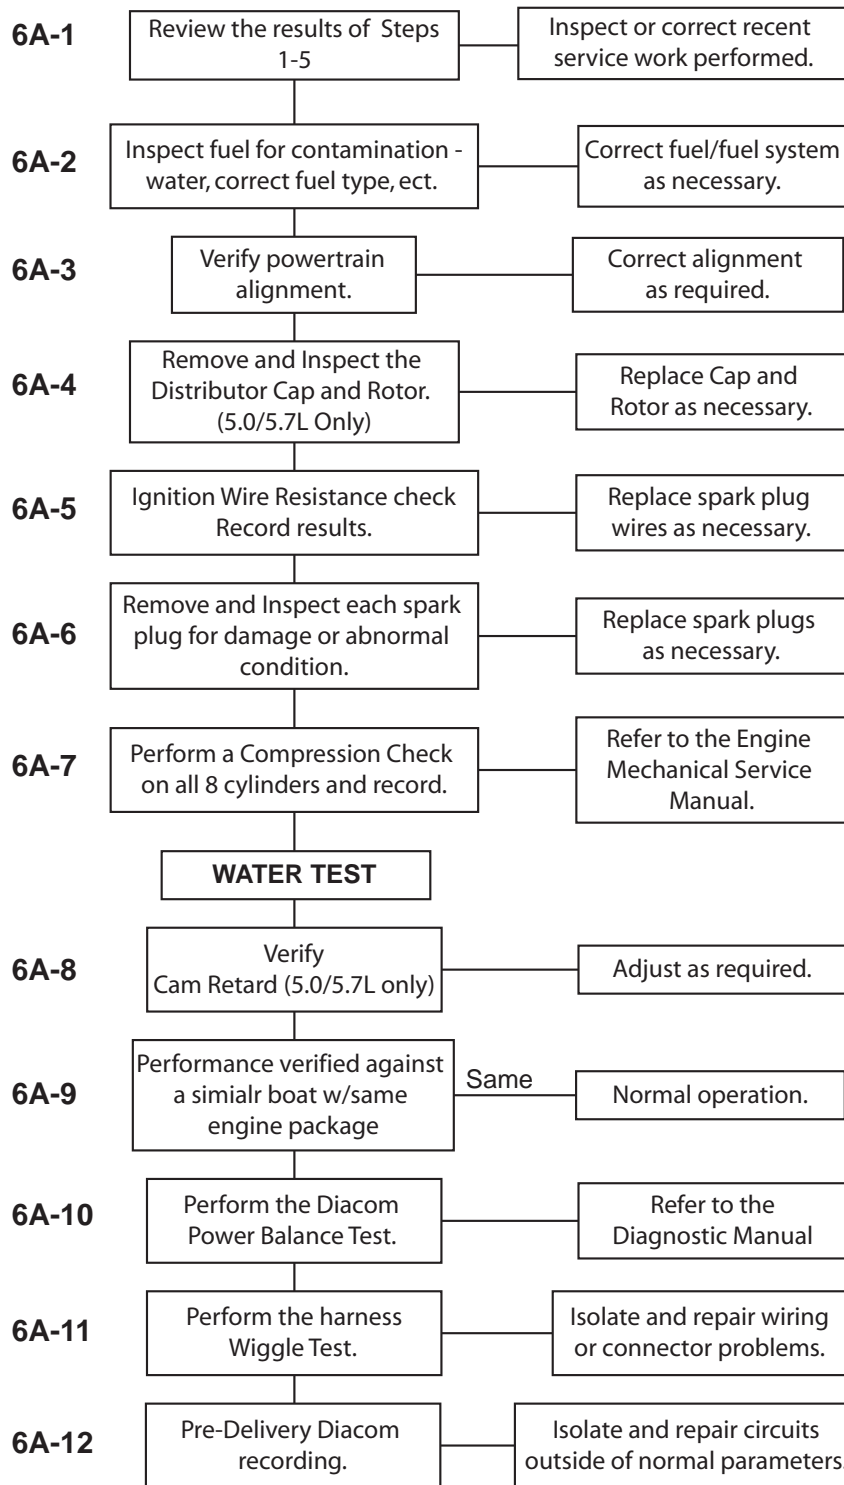 6A-1
Review the results of Steps
1-5
Inspect or correct recent
service work performed.
6A-2
Inspect fuel for contamination -
water, correct fuel type, ect.
Correct fuel/fuel system
as necessary.
6A-3
Verify powertrain
alignment.
Correct alignment
as required.
6A-4
Remove and Inspect the
Distributor Cap and Rotor.
(5.0/5.7L Only)
Replace Cap and
Rotor as necessary.
6A-5
Ignition Wire Resistance check
Record results.
Replace spark plug
wires as necessary.
6A-6
Remove and Inspect each spark
plug for damage or abnormal
condition.
Replace spark plugs
as necessary.
6A-7
Perform a Compression Check
on all 8 cylinders and record.
Refer to the Engine
Mechanical Service
Manual.
WATER TEST
6A-8
Verify
Cam Retard (5.0/5.7L only)
Adjust as required.
6A-9
Performance verified against
a simialr boat w/same
engine package
Same
Normal operation.
6A-10
Perform the Diacom
Power Balance Test.
Refer to the
Diagnostic Manual
6A-11
Perform the harness
Wiggle Test.
Isolate and repair wiring
or connector problems.
6A-12
Pre-Delivery Diacom
recording.
Isolate and repair circuits
outside of normal parameters.